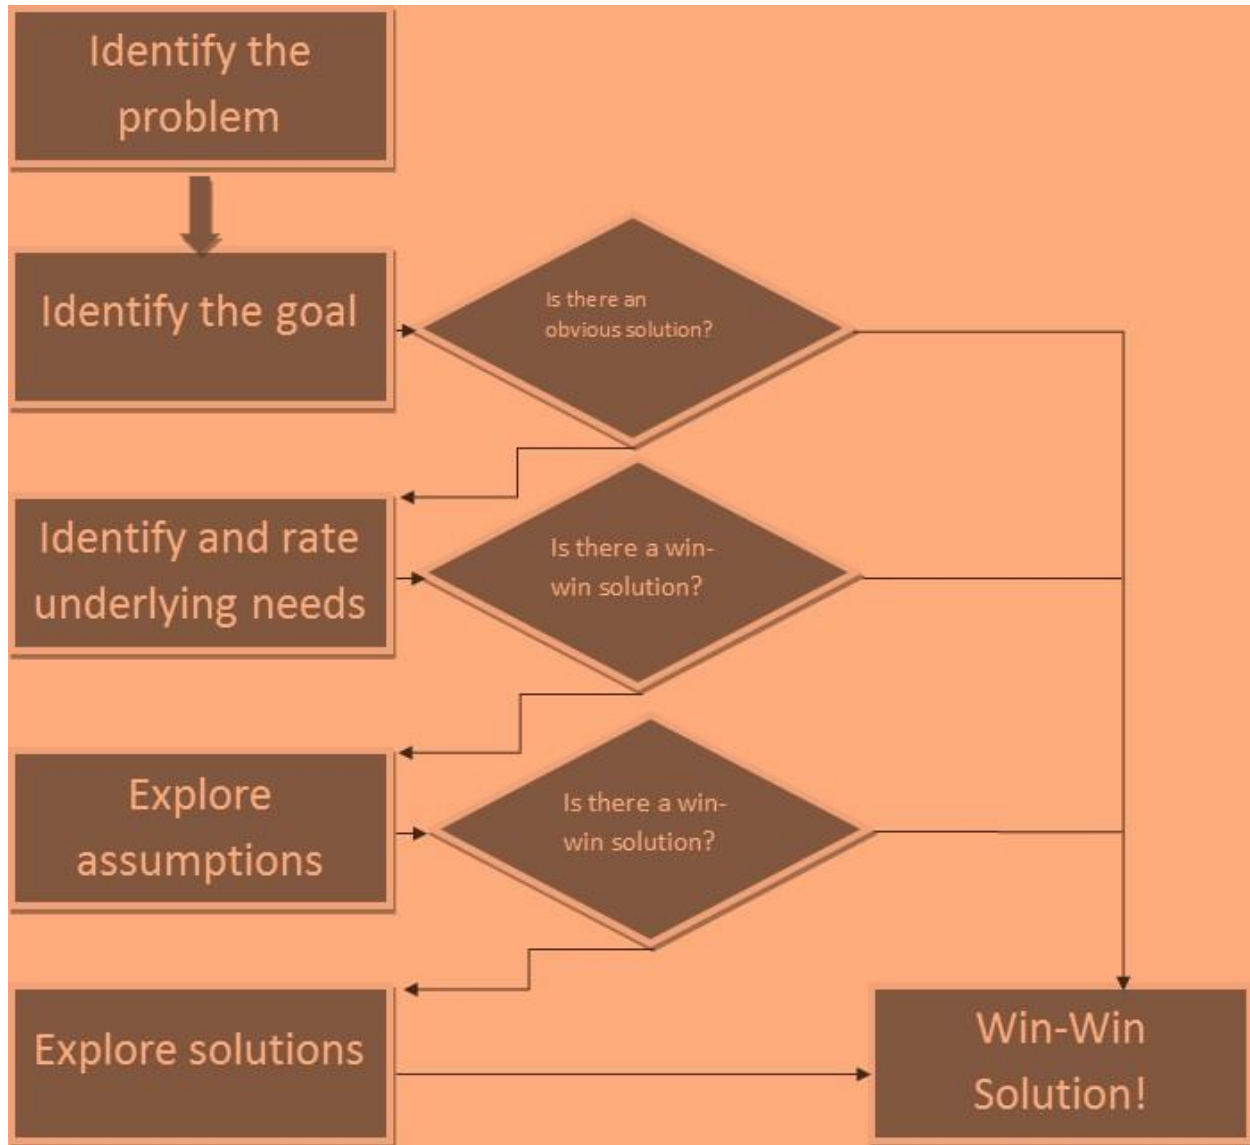 Identify the
problem
Identify the goal
Is there an
obvious solution?
Identify and rate
underlying needs
Is there a win-
win solution?
Explore
assumptions
Is there a win-
win solution?
Explore solutions
Win-Win
Solution!